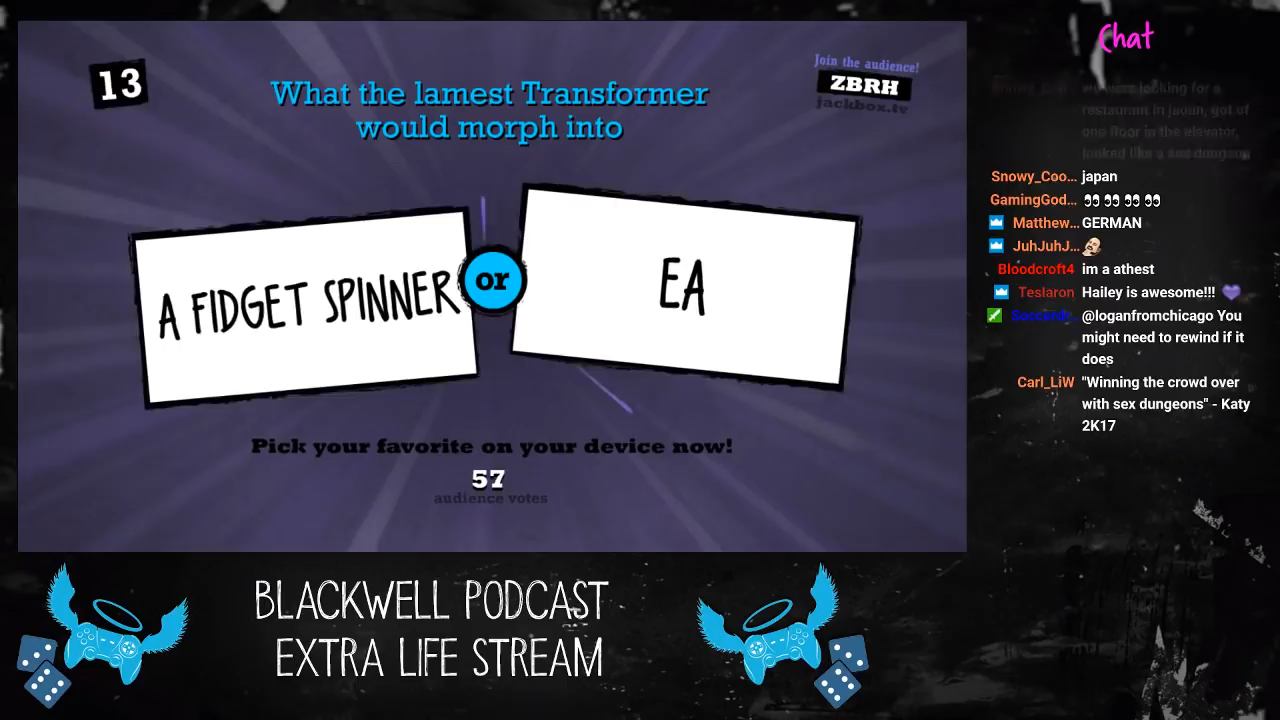 13
What the lamest Transformer
would morph into
Join the audience!
ZBRH
jackbox.tv
A FIDGET SPINNER
or
EA
Pick your favorite on your device now!
57
audience votes
BLACKWELL PODCAST
EXTRA LIFE STREAM
Chat
restaurant in japan, got of
one floor in the elevator,
looked like a sex dungeon
Snowy_Coo... japan
GamingGod... 👀 👀 👀 👀
Matthew... GERMAN
JuhJuhJ...
Bloodcroft4 im a athest
Teslaron Hailey is awesome!!! 💜
@loganfromchicago You
might need to rewind if it
does
Carl_LiW "Winning the crowd over
with sex dungeons" - Katy
2K17